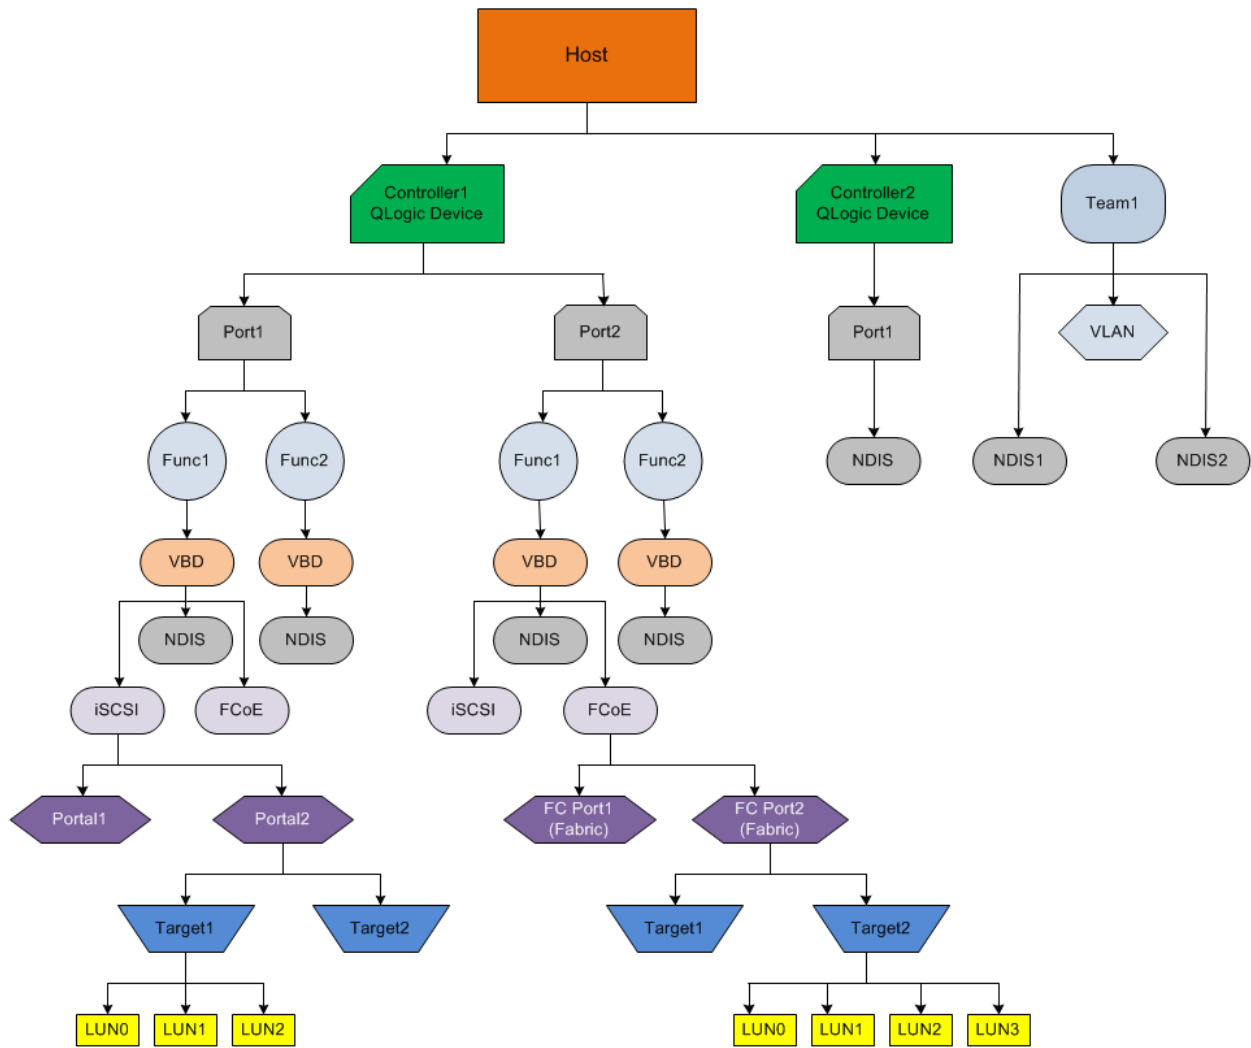 Host
Controller1
QLogic Device
Controller2
QLogic Device
Team1
Port1
Port2
Port1
VLAN
Func1
Func2
Func1
Func2
NDIS
NDIS1
NDIS2
VBD
VBD
VBD
VBD
NDIS
NDIS
NDIS
NDIS
iSCSI
FCoE
iSCSI
FCoE
Portal1
Portal2
FC Port1
(Fabric)
FC Port2
(Fabric)
Target1
Target2
Target1
Target2
LUN0
LUN1
LUN2
LUN0
LUN1
LUN2
LUN3